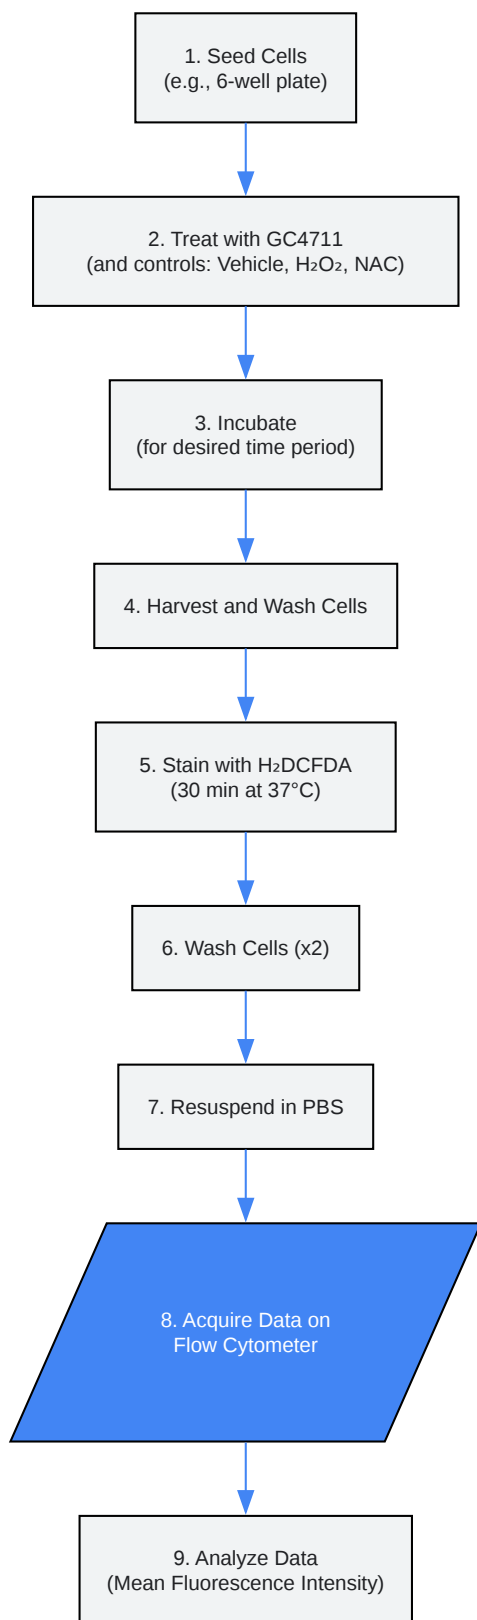 1. Seed Cells
(e.g., 6-well plate)
2. Treat with GC4711
(and controls: Vehicle, H₂O₂, NAC)
3. Incubate
(for desired time period)
4. Harvest and Wash Cells
5. Stain with H₂DCFDA
(30 min at 37°C)
6. Wash Cells (x2)
7. Resuspend in PBS
8. Acquire Data on
Flow Cytometer
9. Analyze Data
(Mean Fluorescence Intensity)